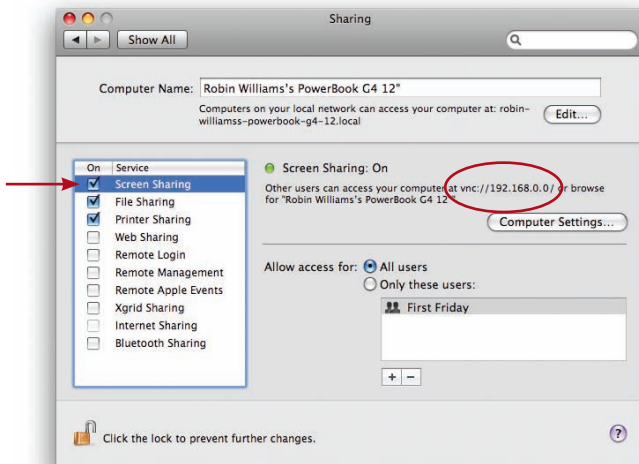 Sharing
Show All
Computer Name: Robin Williams's PowerBook G4 12"
Computers on your local network can access your computer at: robin-
williamss-powerbook-g4-12.local
Edit...
On Service
Screen Sharing
File Sharing
Printer Sharing
Web Sharing
Remote Login
Remote Management
Remote Apple Events
Xgrid Sharing
Internet Sharing
Bluetooth Sharing
Screen Sharing: On
Other users can access your computer at vnc://192.168.0.0/ or browse
for "Robin Williams's PowerBook G4 12"
Computer Settings...
Allow access for: All users
Only these users:
First Friday
+ −
Click the lock to prevent further changes.
?